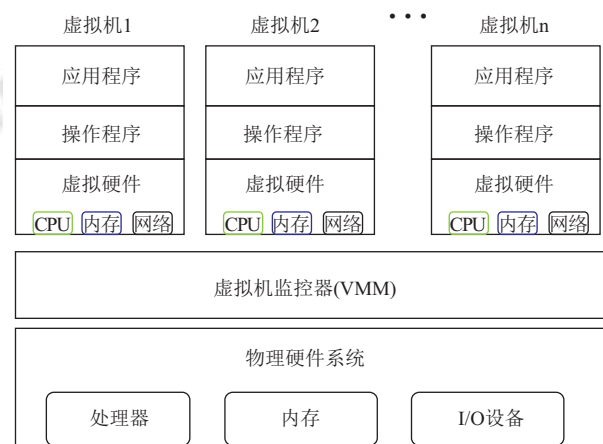 虚拟机1 虚拟机2 ··· 虚拟机n
应用程序 应用程序 应用程序
操作程序 操作程序 操作程序
虚拟硬件 虚拟硬件 虚拟硬件
CPU 内存 网络 CPU 内存 网络 CPU 内存 网络
虚拟机监控器(VMM)
物理硬件系统
处理器 内存 I/O设备